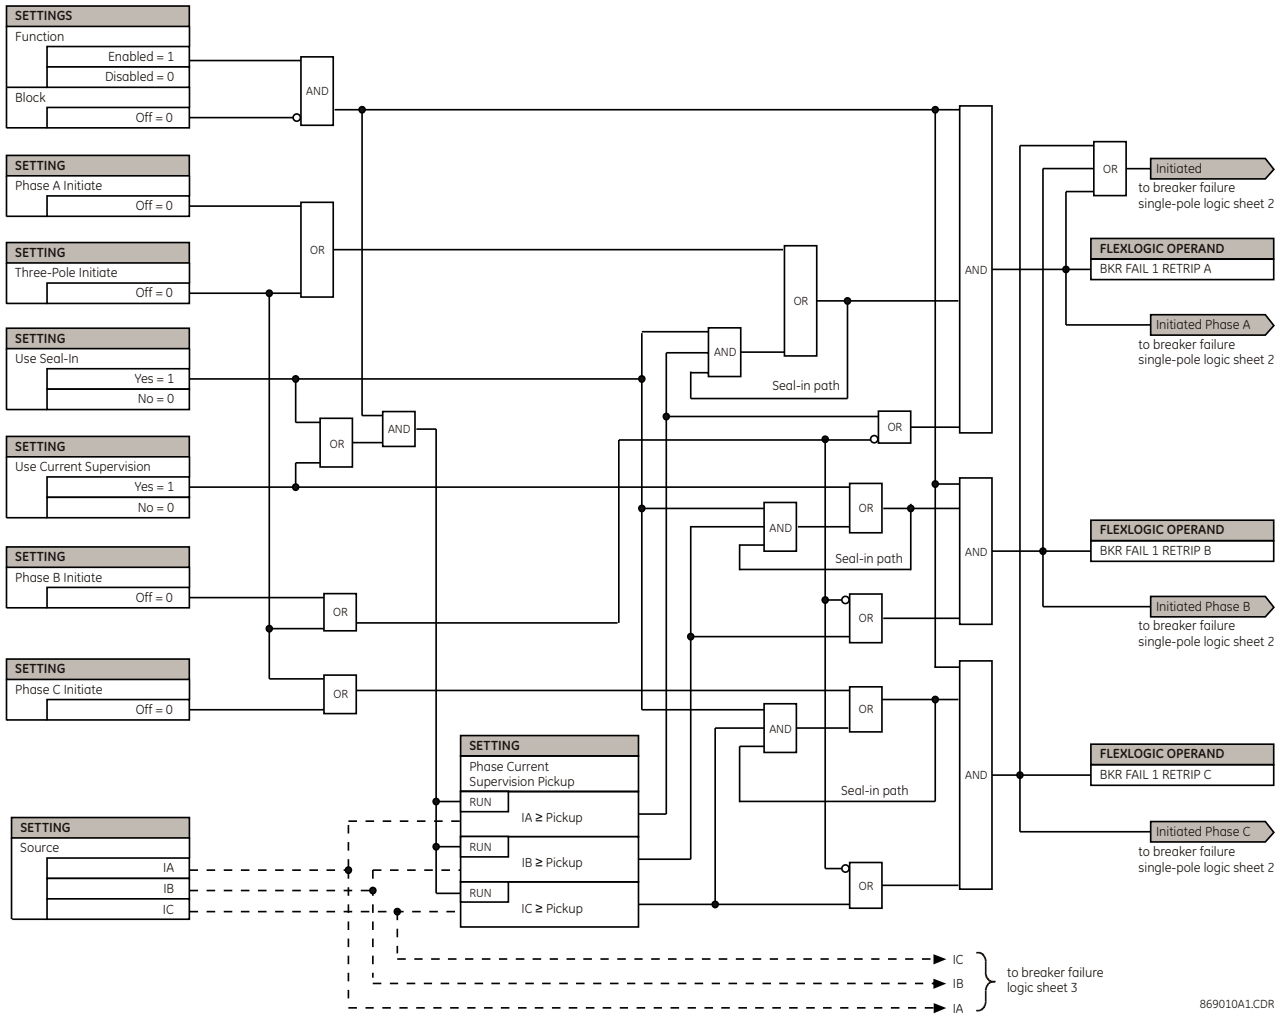 SETTINGS
Function
Enabled = 1
Disabled = 0
Block
Off = 0
AND
SETTING
Phase A Initiate
Off = 0
SETTING
Three-Pole Initiate
Off = 0
OR
SETTING
Use Seal-In
Yes = 1
No = 0
OR
AND
SETTING
Use Current Supervision
Yes = 1
No = 0
SETTING
Phase B Initiate
Off = 0
OR
SETTING
Phase C Initiate
Off = 0
OR
SETTING
Source
IA
IB
IC
SETTING
Phase Current
Supervision Pickup
RUN
IA ≥ Pickup
RUN
IB ≥ Pickup
RUN
IC ≥ Pickup
OR
AND
Seal-in path
OR
OR
AND
Seal-in path
OR
OR
AND
Seal-in path
OR
AND
AND
AND
OR
Initiated
to breaker failure
single-pole logic sheet 2
FLEXLOGIC OPERAND
BKR FAIL 1 RETRIP A
Initiated Phase A
to breaker failure
single-pole logic sheet 2
FLEXLOGIC OPERAND
BKR FAIL 1 RETRIP B
Initiated Phase B
to breaker failure
single-pole logic sheet 2
FLEXLOGIC OPERAND
BKR FAIL 1 RETRIP C
Initiated Phase C
to breaker failure
single-pole logic sheet 2
IC
IB
IA
to breaker failure
logic sheet 3
869010A1.CDR